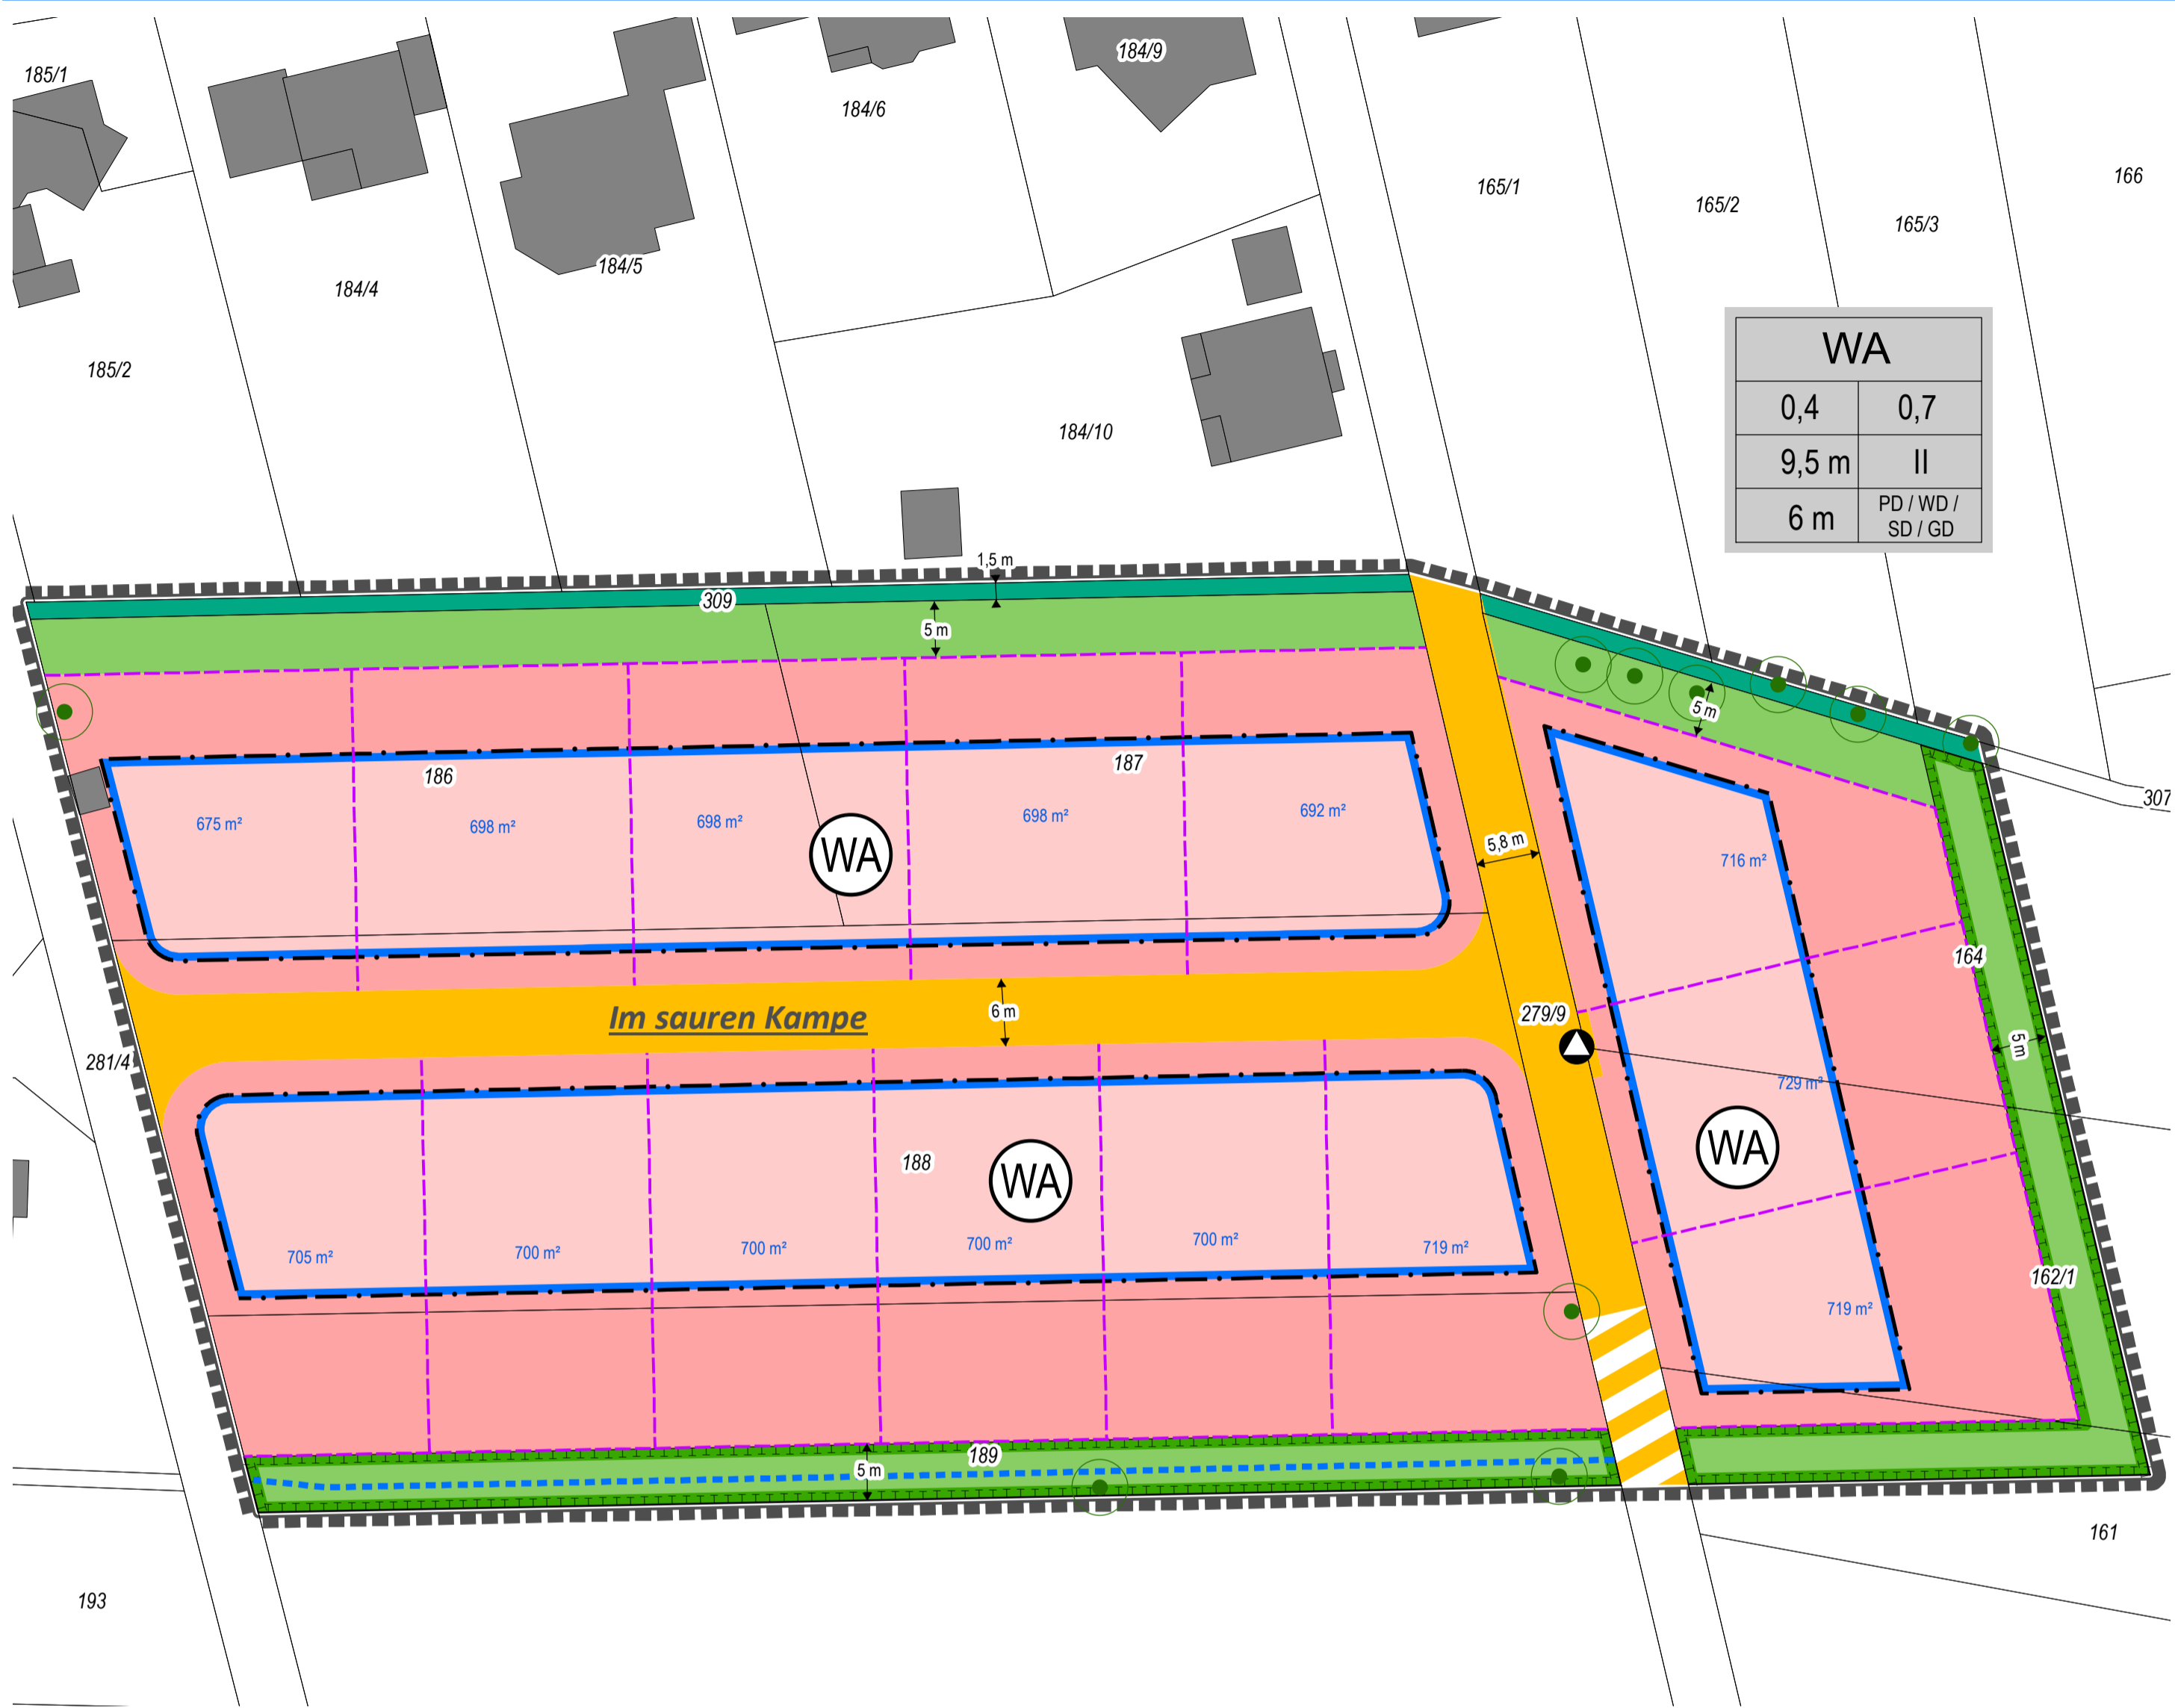 185/1
184/9
184/6
165/1
166
165/2
165/3
184/5
184/4
185/2
184/10
WA
0,4 0,7
9,5 m II
6 m PD / WD /
SD / GD
1,5 m
309
5 m
5 m
186
187
307
675 m²
698 m²
698 m²
698 m²
692 m²
5,8 m
WA
716 m²
164
Im sauren Kampe
6 m
279/9
281/4
5 m
729 m²
WA
188
WA
705 m²
700 m²
700 m²
700 m²
700 m²
719 m²
162/1
719 m²
189
5 m
161
193